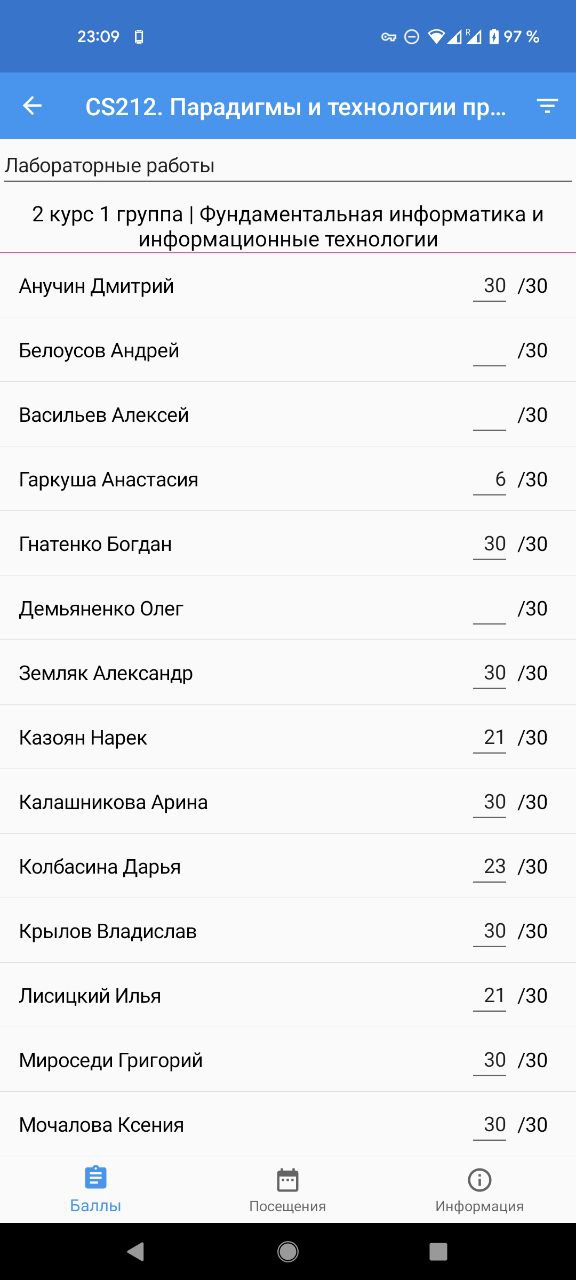 23:09
R
97 %
CS212. Парадигмы и технологии пр...
Лабораторные работы
2 курс 1 группа | Фундаментальная информатика и
информационные технологии
Анучин Дмитрий 30 /30
Белоусов Андрей /30
Васильев Алексей /30
Гаркуша Анастасия 6 /30
Гнатенко Богдан 30 /30
Демьяненко Олег /30
Земляк Александр 30 /30
Казоян Нарек 21 /30
Калашникова Арина 30 /30
Колбасина Дарья 23 /30
Крылов Владислав 30 /30
Лисицкий Илья 21 /30
Мироседи Григорий 30 /30
Мочалова Ксения 30 /30
Баллы Посещения Информация